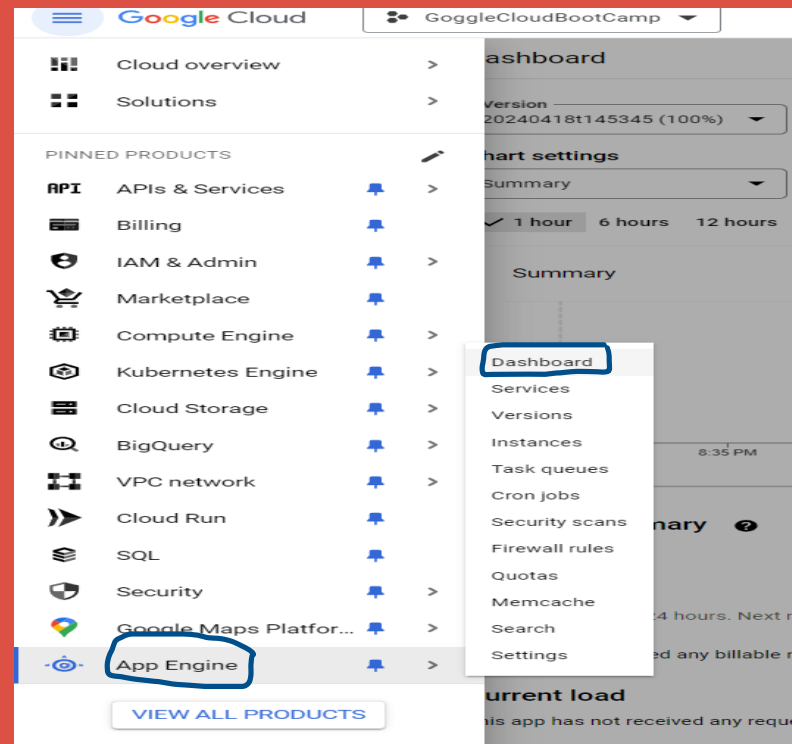 Google Cloud
GoggleCloudBootCamp
Cloud overview
Solutions
PINNED PRODUCTS
API APIs & Services
Billing
IAM & Admin
Marketplace
Compute Engine
Kubernetes Engine
Cloud Storage
BigQuery
VPC network
Cloud Run
SQL
Security
Google Maps Platfor...
App Engine
VIEW ALL PRODUCTS
Dashboard
Services
Versions
Instances
Task queues
Cron jobs
Security scans
Firewall rules
Quotas
Memcache
Search
Settings
ashboard
Version
20240418t145345 (100%)
hart settings
Summary
1 hour 6 hours 12 hours
Summary
8:35 PM
mary
4 hours. Next
ed any billable
urrent load
his app has not received any requ